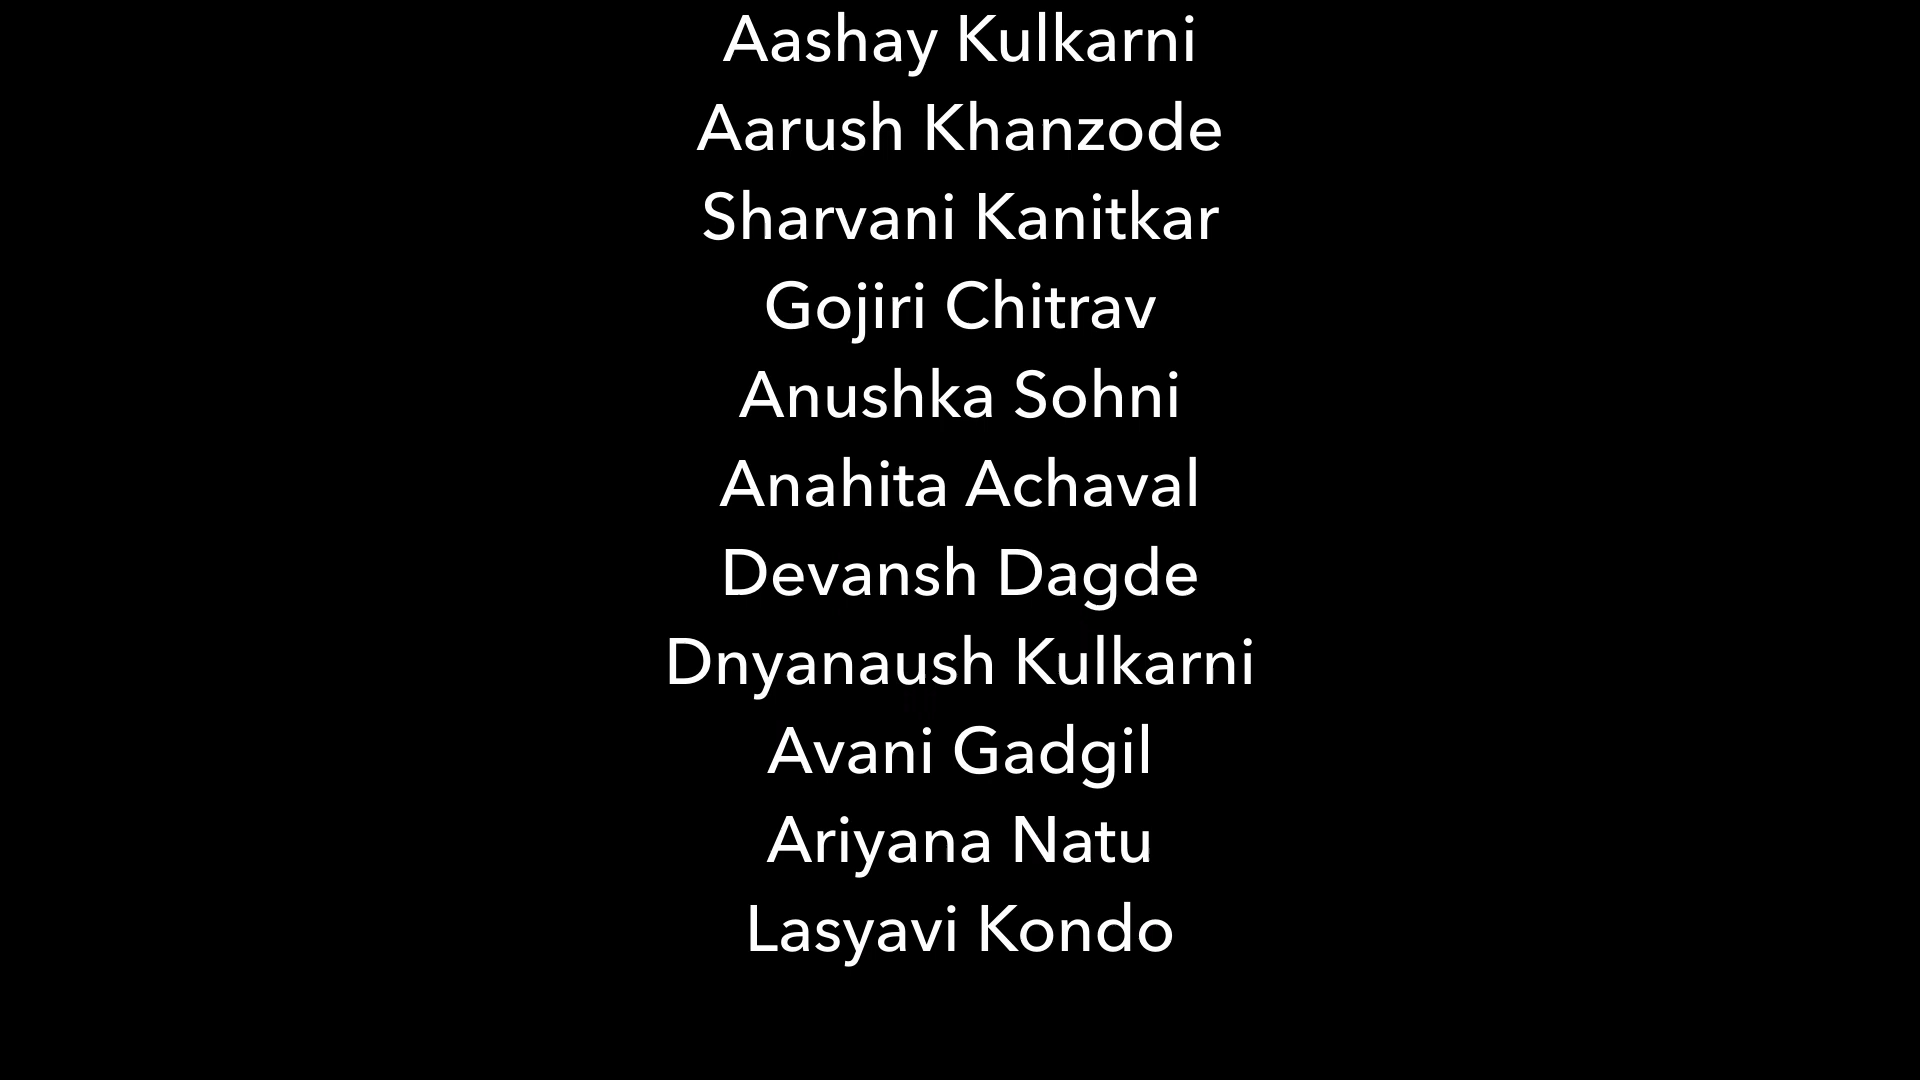 Aashay Kulkarni
Aarush Khanzode
Sharvani Kanitkar
Gojiri Chitrav
Anushka Sohni
Anahita Achaval
Devansh Dagde
Dnyanaush Kulkarni
Avani Gadgil
Ariyana Natu
Lasyavi Kondo